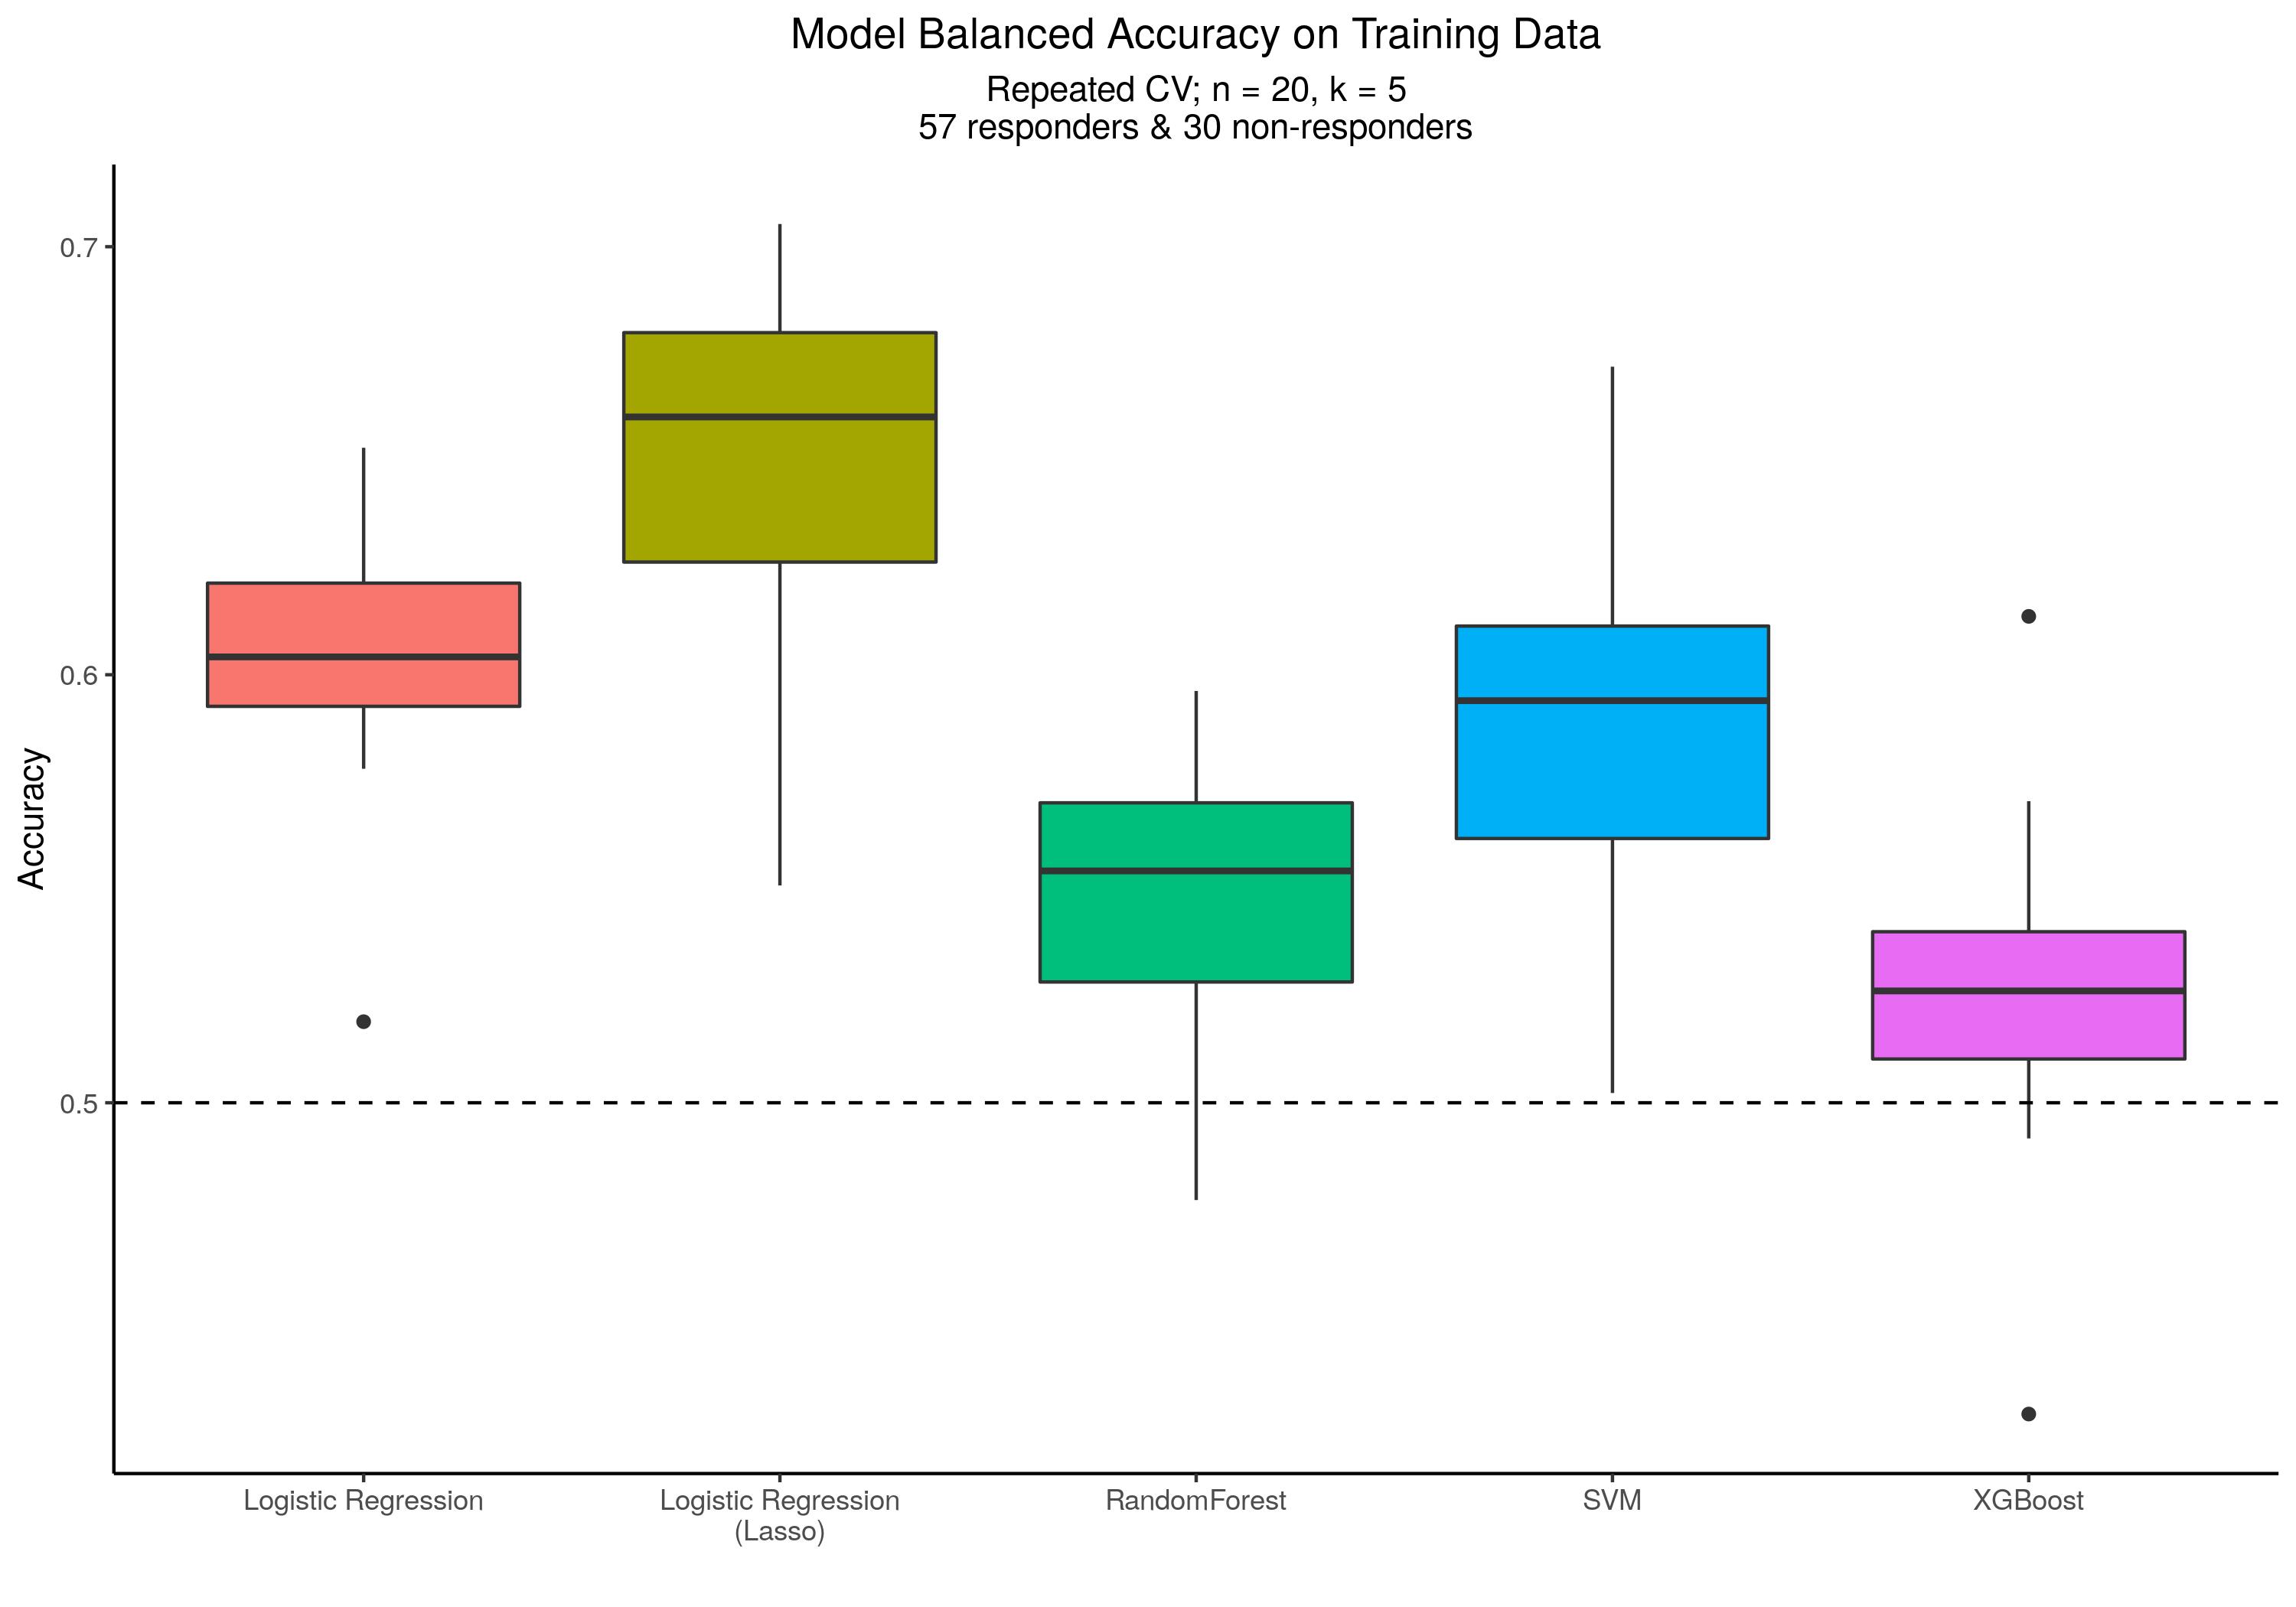 Model Balanced Accuracy on Training Data
Repeated CV; n = 20, k = 5
57 responders & 30 non-responders
Accuracy
0.7
0.6
0.5
Logistic Regression
Logistic Regression
(Lasso)
RandomForest
SVM
XGBoost